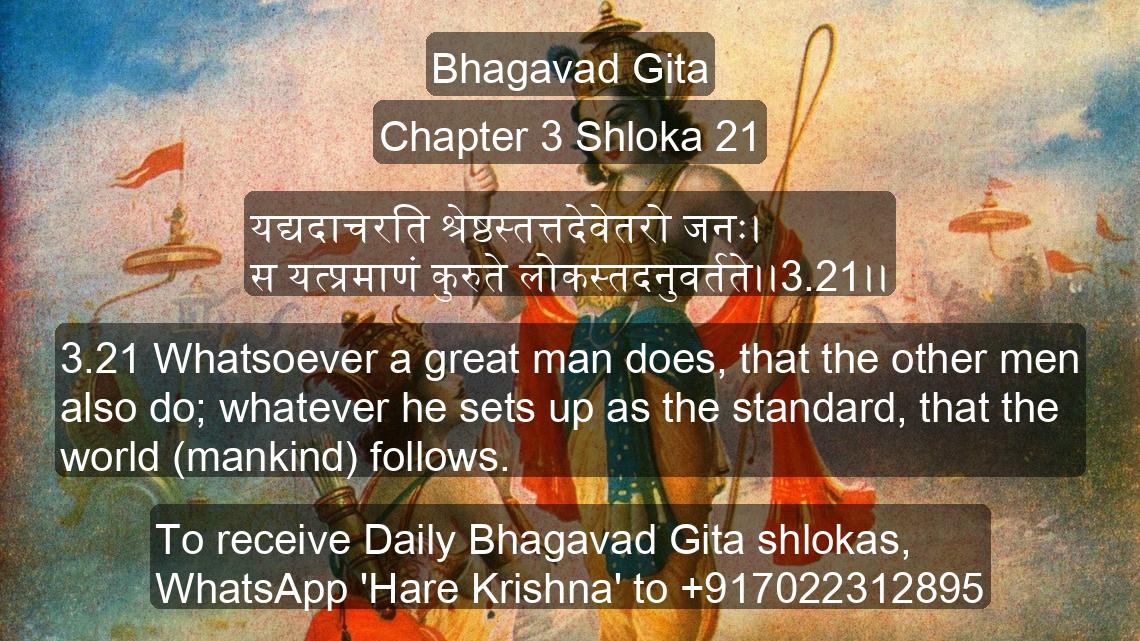 Bhagavad Gita
Chapter 3 Shloka 21
यद्यदाचरति श्रेष्ठस्तत्तदेवेतरो जनः।
स यत्प्रमाणं कुरुते लोकस्तदनुवर्तते।।3.21।।
3.21 Whatsoever a great man does, that the other men
also do; whatever he sets up as the standard, that the
world (mankind) follows.
To receive Daily Bhagavad Gita shlokas,
WhatsApp 'Hare Krishna' to +917022312895